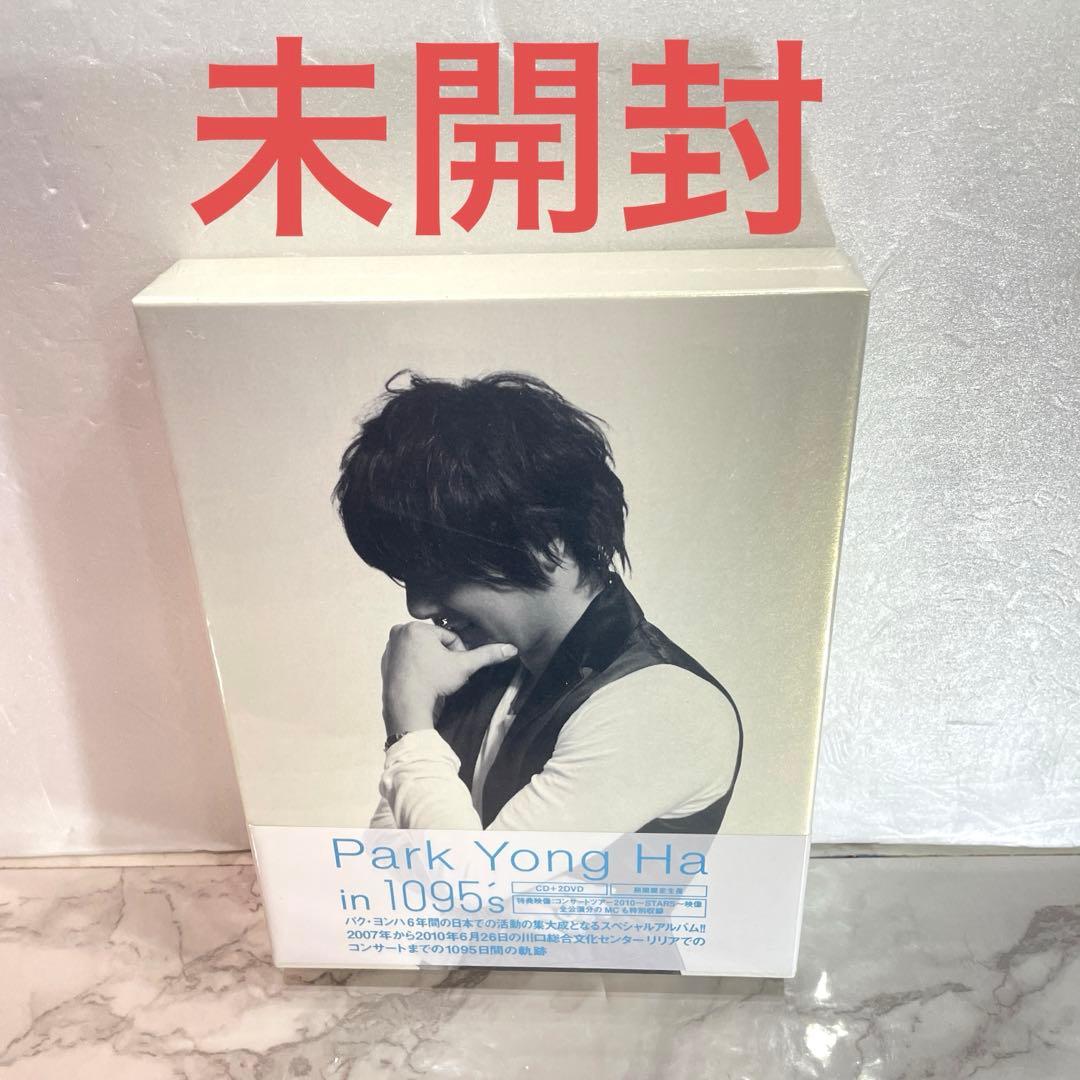 未開封
Park Yong Ha
in 1095´s
CD+2DVD
期間限定生産
特典映像:コンサートツアー2010~STARS~映像
全公演分のMCも特別収録
パク・ヨンハ6年間の日本での活動の集大成となるスペシャルアルバム!!
2007年から2010年6月26日の川口総合文化センターリリアでの
コンサートまでの1095日間の軌跡